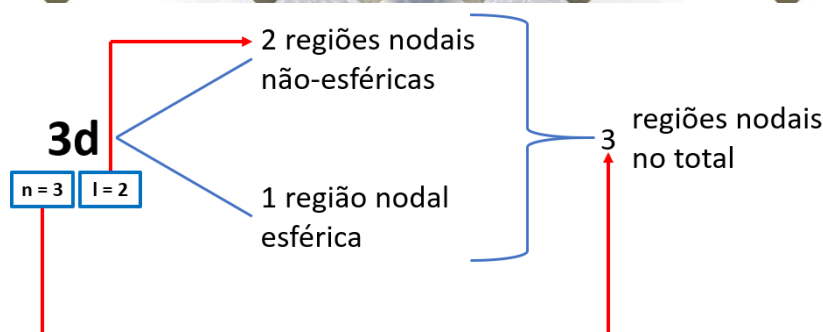 2 regiões nodais
não-esféricas
3d
n = 3
l = 2
1 região nodal
esférica
3
regiões nodais
no total